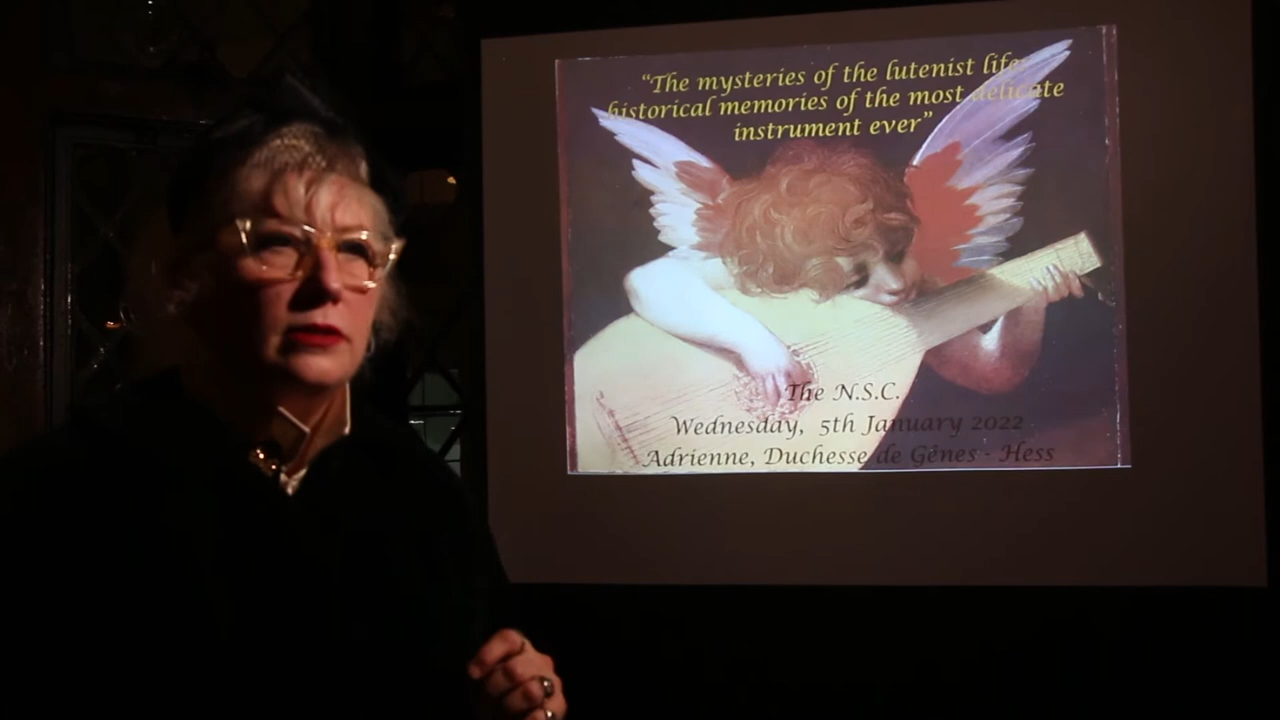 “The mysteries of the lutenist life
historical memories of the most delicate
instrument ever”
The N.S.C.
Wednesday, 5th January 2022
Adrienne, Duchesse de Gênes - Hess